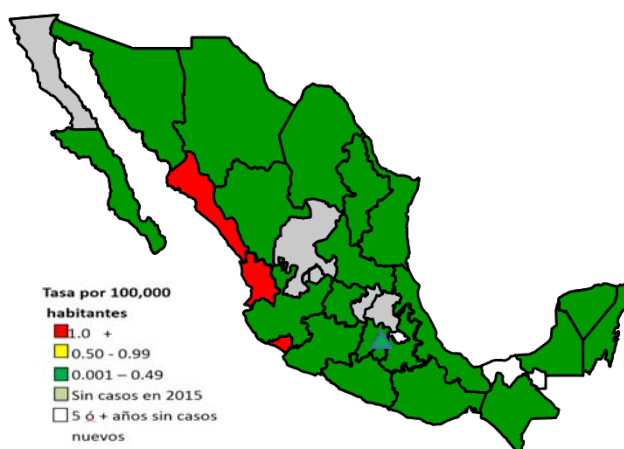 Tasa por 100,000
habitantes
1.0 +
0.50 - 0.99
0.001 – 0.49
Sin casos en 2015
5 ó + años sin casos
nuevos